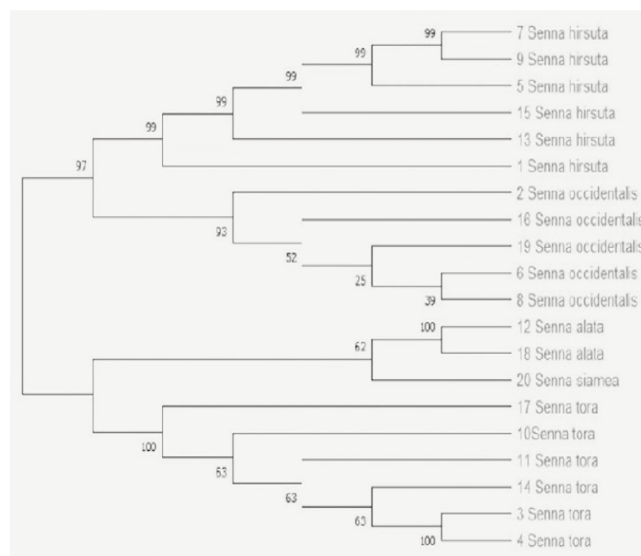 99
7 Senna hirsuta
99
9 Senna hirsuta
99
5 Senna hirsuta
99
15 Senna hirsuta
99
13 Senna hirsuta
97
1 Senna hirsuta
2 Senna occidentalis
93
16 Senna occidentalis
52
19 Senna occidentalis
25
6 Senna occidentalis
39
8 Senna occidentalis
100
12 Senna alata
62
18 Senna alata
20 Senna siamea
17 Senna tora
100
10Senna tora
63
11 Senna tora
63
14 Senna tora
63
3 Senna tora
100
4 Senna tora